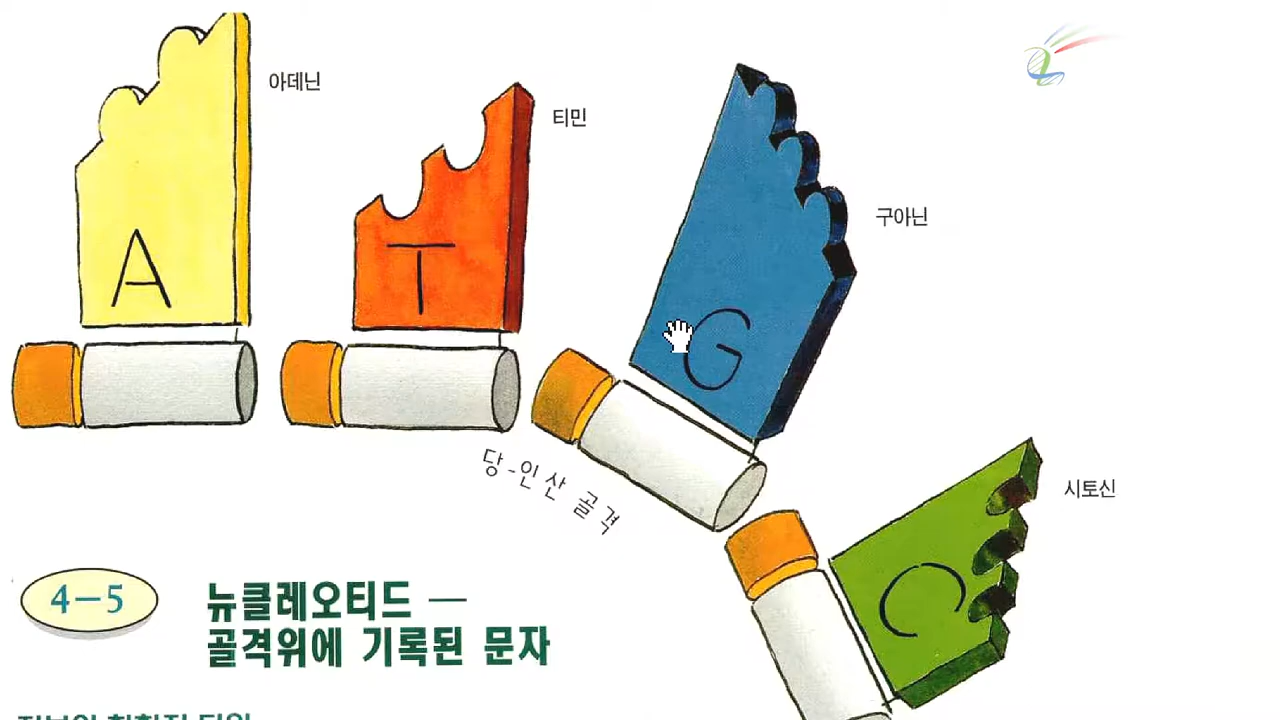 아데닌
티민
구아닌
A
T
G
당-인산 골격
시토신
C
4-5
뉴클레오티드 —
골격위에 기록된 문자